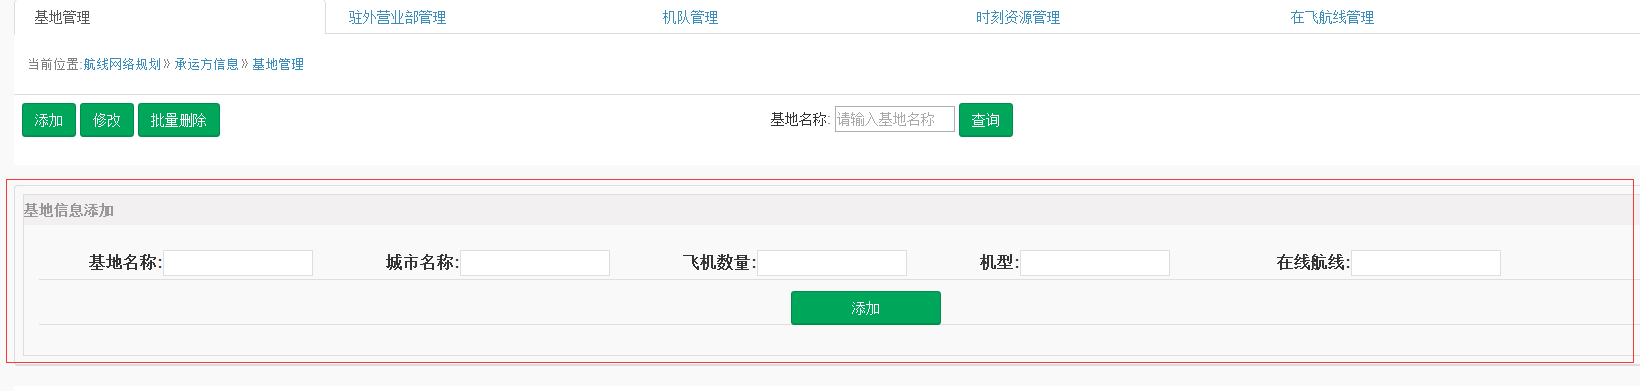 基地管理 驻外营业部管理 机队管理 时刻资源管理 在飞航线管理
当前位置:航线网络规划» 承运方信息» 基地管理
添加 修改 批量删除 基地名称: 请输入基地名称 查询
基地信息添加
基地名称: 城市名称: 飞机数量: 机型: 在线航线:
添加